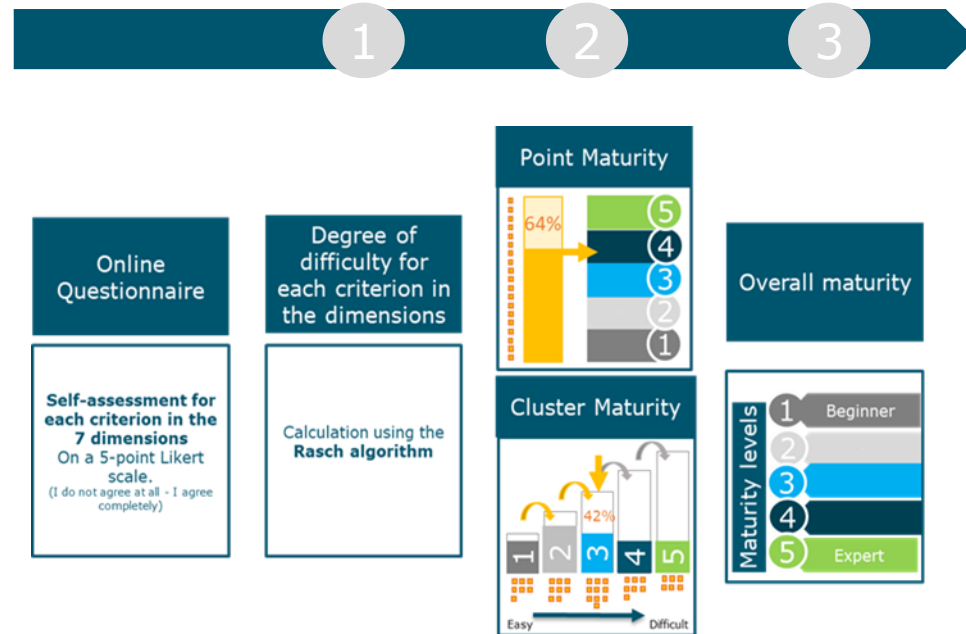 1
2
3
Online
Questionnaire
Self-assessment for
each criterion in the
7 dimensions
On a 5-point Likert
scale.
(I do not agree at all - I agree
completely)
Degree of
difficulty for
each criterion in
the dimensions
Calculation using the
Rasch algorithm
Point Maturity
64%
5
4
3
2
1
Cluster Maturity
42%
1
2
3
4
5
Easy
Difficult
Overall maturity
Maturity levels
1 Beginner
2
3
4
5 Expert